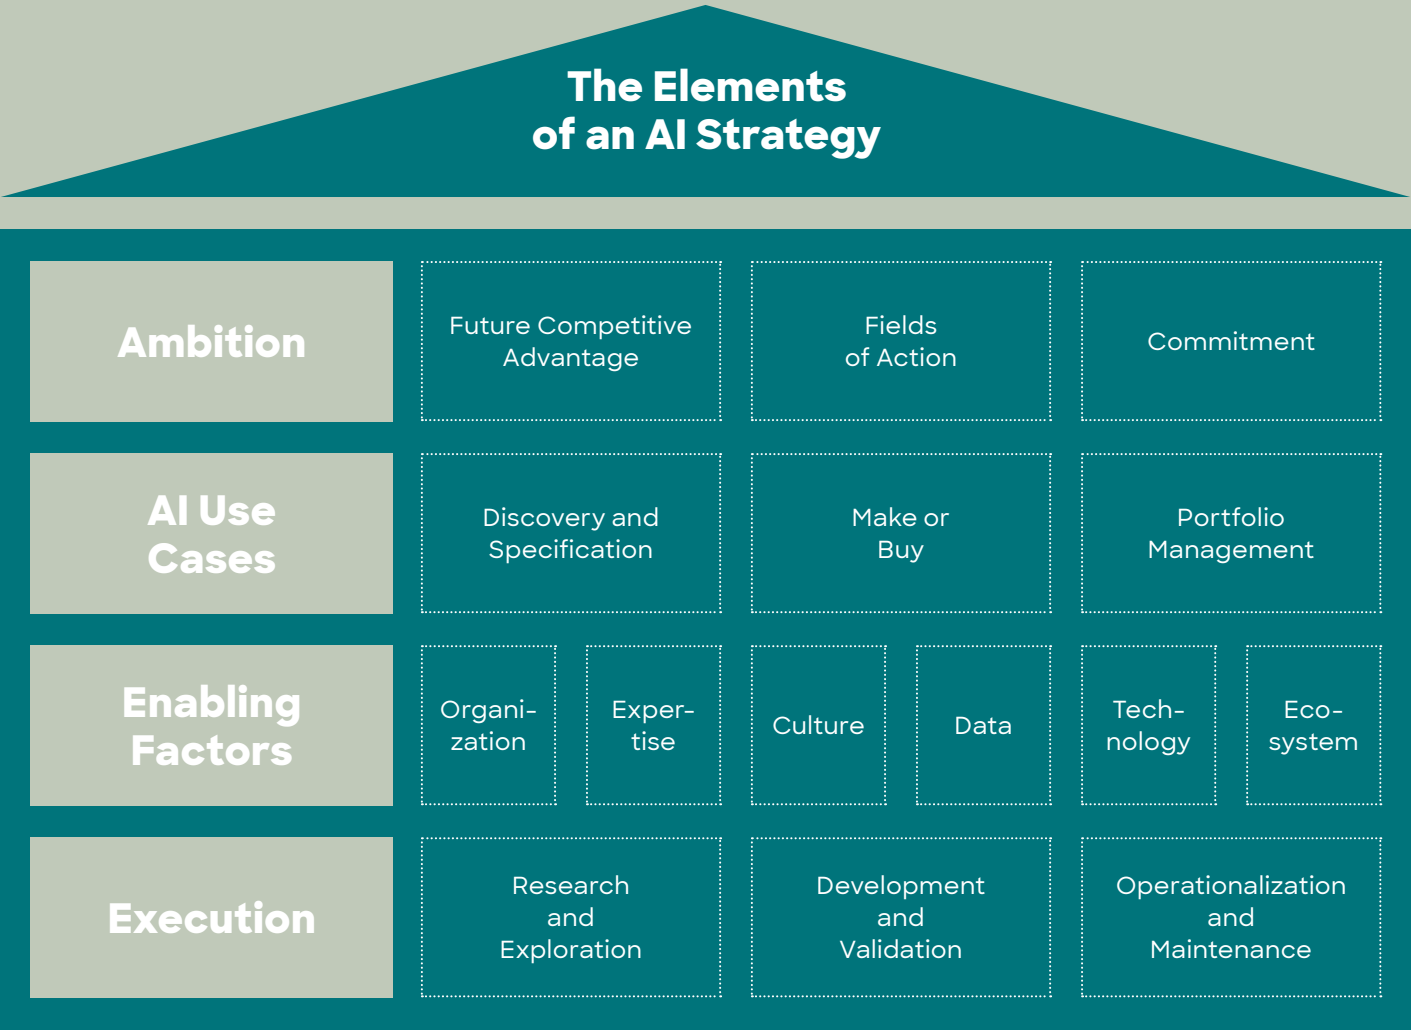 The Elements
of an AI Strategy
Ambition
Future Competitive
Advantage
Fields
of Action
Commitment
AI Use
Cases
Discovery and
Specification
Make or
Buy
Portfolio
Management
Enabling
Factors
Organi-
zation
Exper-
tise
Culture
Data
Tech-
nology
Eco-
system
Execution
Research
and
Exploration
Development
and
Validation
Operationalization
and
Maintenance